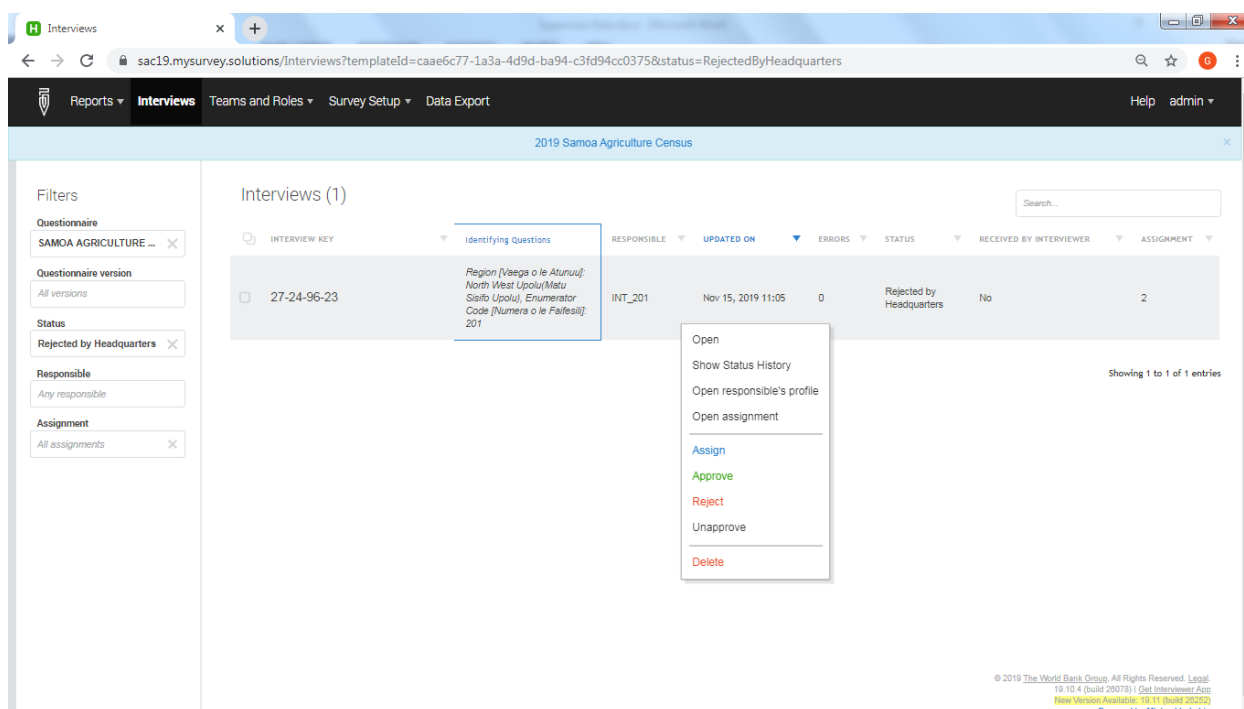 Interviews
sac19.mysurvey.solutions/Interviews?templateId=caae6c77-1a3a-4d9d-ba94-c3fd94cc0375&status=RejectedByHeadquarters
G
Reports Interviews Teams and Roles Survey Setup Data Export Help admin
2019 Samoa Agriculture Census
Filters
Questionnaire
SAMOA AGRICULTURE ...
Questionnaire version
All versions
Status
Rejected by Headquarters
Responsible
Any responsible
Assignment
All assignments
Interviews (1)
Search...
INTERVIEW KEY Identifying Questions RESPONSIBLE UPDATED ON ERRORS STATUS RECEIVED BY INTERVIEWER ASSIGNMENT
27-24-96-23
Region [Vaega o le Atunuu]:
North West Upolu(Matu
Sisifo Upolu), Enumerator
Code [Numera o le Faifesili]:
201
INT_201
Nov 15, 2019 11:05
0
Rejected by
Headquarters
No
2
Open
Show Status History
Open responsible's profile
Open assignment
Assign
Approve
Reject
Unapprove
Delete
Showing 1 to 1 of 1 entries
© 2019 The World Bank Group, All Rights Reserved. Legal.
19.10.4 (build 26078) | Get Interviewer App
New Version Available: 19.11 (build 26252)